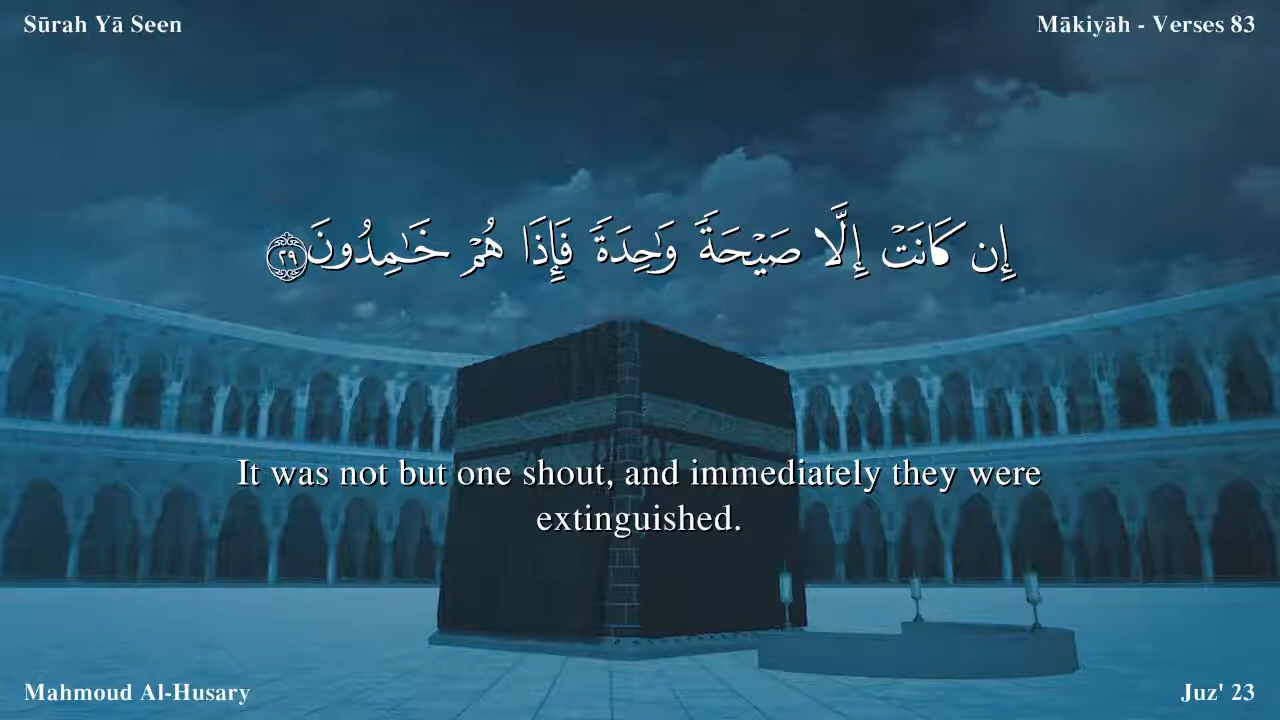 Sūrah Yā Seen
Mākiyāh - Verses 83
إِن كَانَتْ إِلَّا صَيْحَةً وَٰحِدَةً فَإِذَا هُمْ خَـٰمِدُونَ ٢٩
It was not but one shout, and immediately they were
extinguished.
Mahmoud Al-Husary
Juz' 23